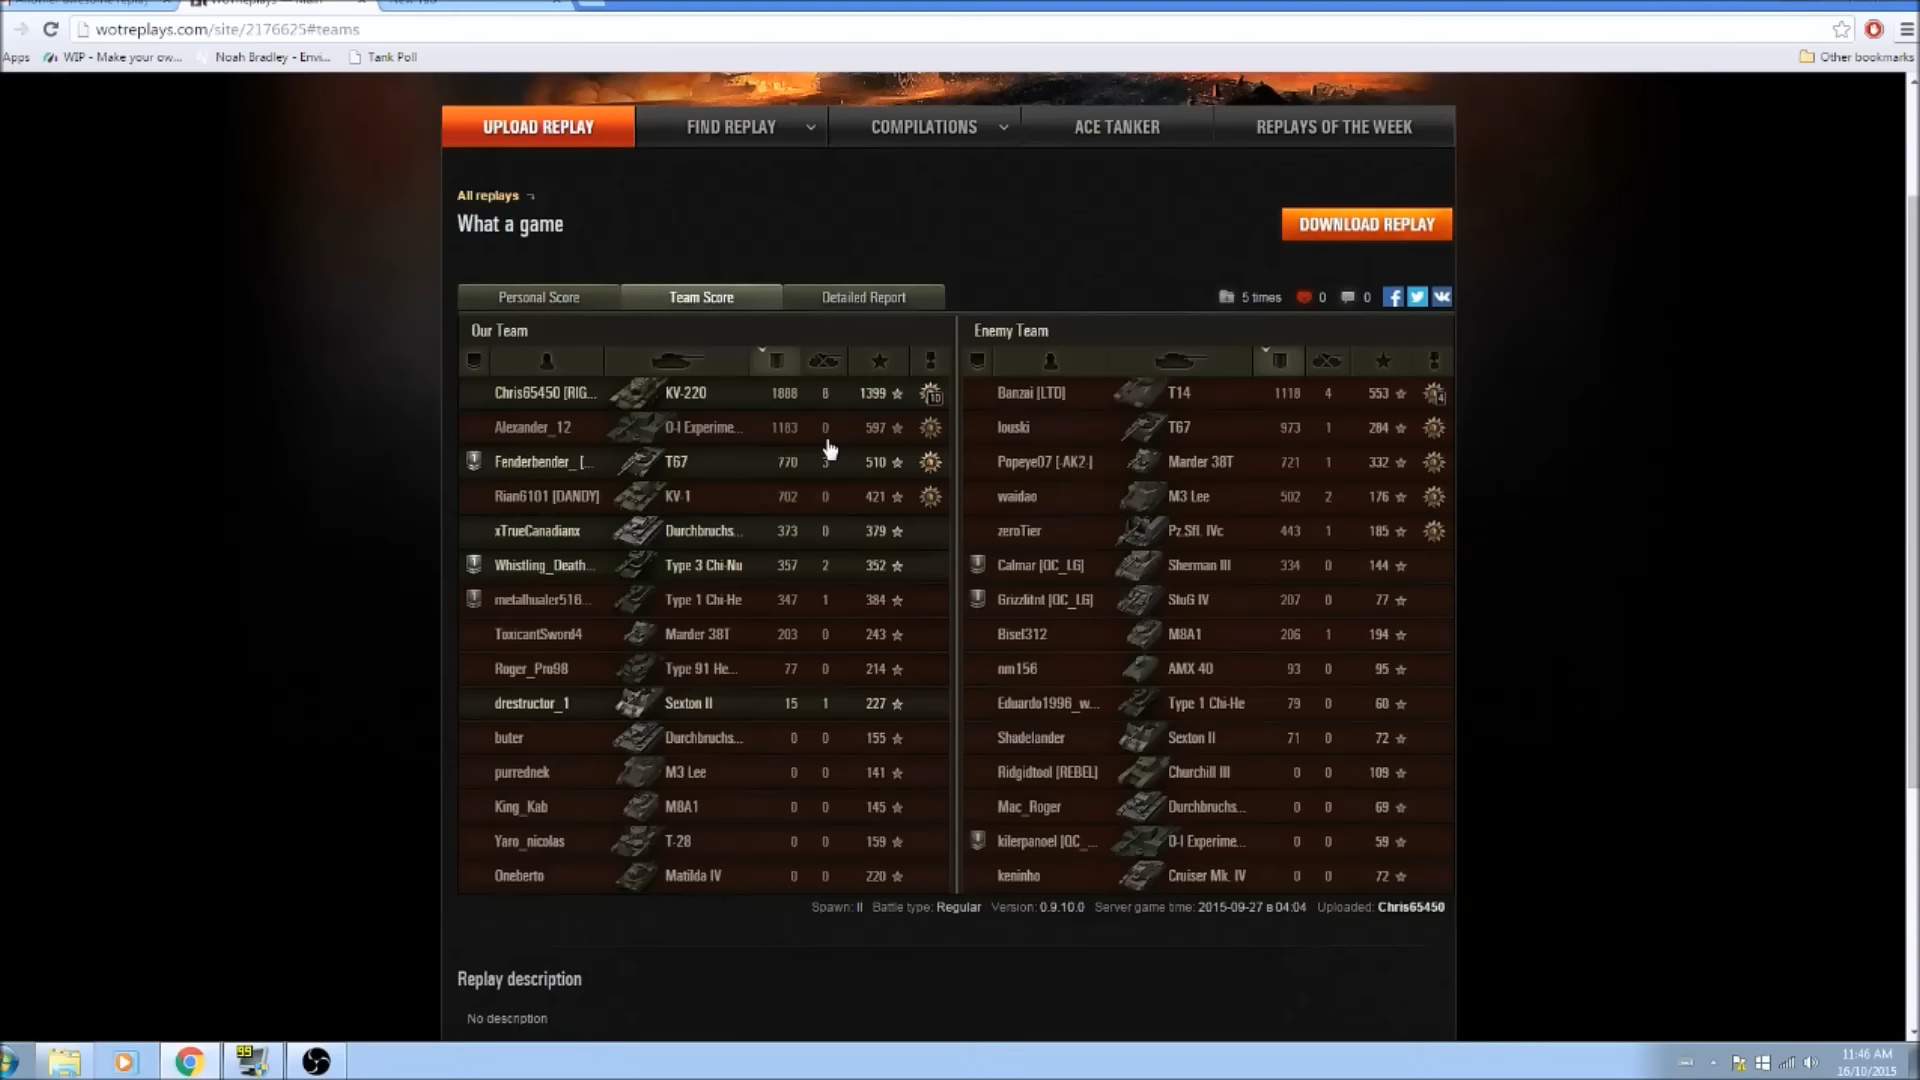 wotreplays.com/site/2176625#teams
Apps WIP - Make your ow... Noah Bradley - Envi... Tank Poll Other bookmarks
UPLOAD REPLAY FIND REPLAY COMPILATIONS ACE TANKER REPLAYS OF THE WEEK
All replays
What a game DOWNLOAD REPLAY
Personal Score Team Score Detailed Report 5 times 0 0
Our Team Enemy Team
Chris65450 [RIG... KV-220 1888 8 1399 10 Banzai [LTD] T14 1118 4 553 4
Alexander_12 O-I Experime... 1183 0 597 louski T67 973 1 284
Fenderbender_ [... T67 770 510 Popeye07 [-AK2-] Marder 38T 721 1 332
Rian6101 [DANDY] KV-1 702 0 421 waidao M3 Lee 502 2 176
xTrueCanadianx Durchbruchs... 373 0 379 zeroTier Pz.Sfl. IVc 443 1 185
Whistling_Death... Type 3 Chi-Nu 357 2 352 Calmar [QC_LG] Sherman III 334 0 144
metalhualer516... Type 1 Chi-He 347 1 384 Grizzlitnt [QC_LG] StuG IV 207 0 77
ToxicantSword4 Marder 38T 203 0 243 Bisel312 M8A1 206 1 194
Roger_Pro98 Type 91 He... 77 0 214 nm156 AMX 40 93 0 95
drestructor_1 Sexton II 15 1 227 Eduardo1996_w... Type 1 Chi-He 79 0 60
buter Durchbruchs... 0 0 155 Shadelander Sexton II 71 0 72
purrednek M3 Lee 0 0 141 Ridgidtool [REBEL] Churchill III 0 0 109
King_Kab M8A1 0 0 145 Mac_Roger Durchbruchs... 0 0 69
Yaro_nicolas T-28 0 0 159 kilerpanoel [QC_... O-I Experime... 0 0 59
Oneberto Matilda IV 0 0 220 keninho Cruiser Mk. IV 0 0 72
Spawn: II Battle type: Regular Version: 0.9.10.0 Server game time: 2015-09-27 в 04:04 Uploaded: Chris65450
Replay description
No description
99
11:46 AM
16/10/2015